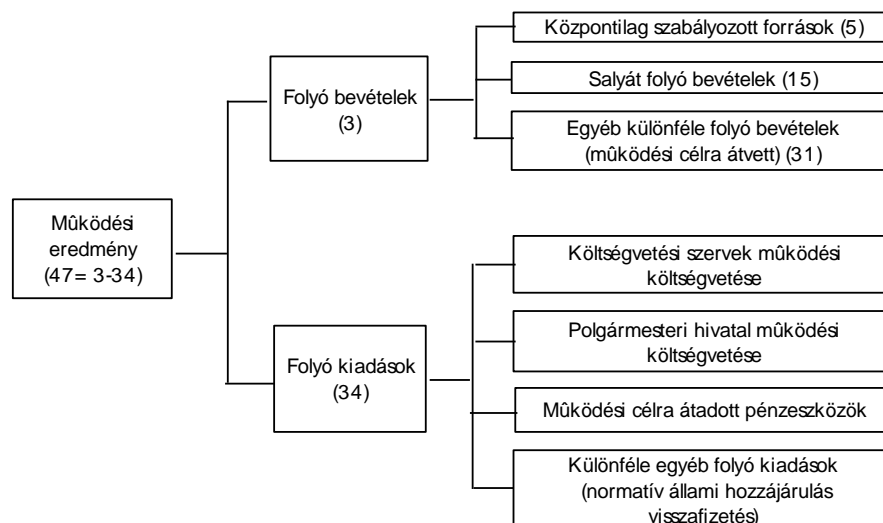 Mûködési
eredmény
(47= 3-34)
Folyó bevételek
(3)
Központilag szabályozott források (5)
Salyát folyó bevételek (15)
Egyéb különféle folyó bevételek
(mûködési célra átvett) (31)
Folyó kiadások
(34)
Költségvetési szervek mûködési
költségvetése
Polgármesteri hivatal mûködési
költségvetése
Mûködési célra átadott pénzeszközök
Különféle egyéb folyó kiadások
(normatív állami hozzájárulás
visszafizetés)